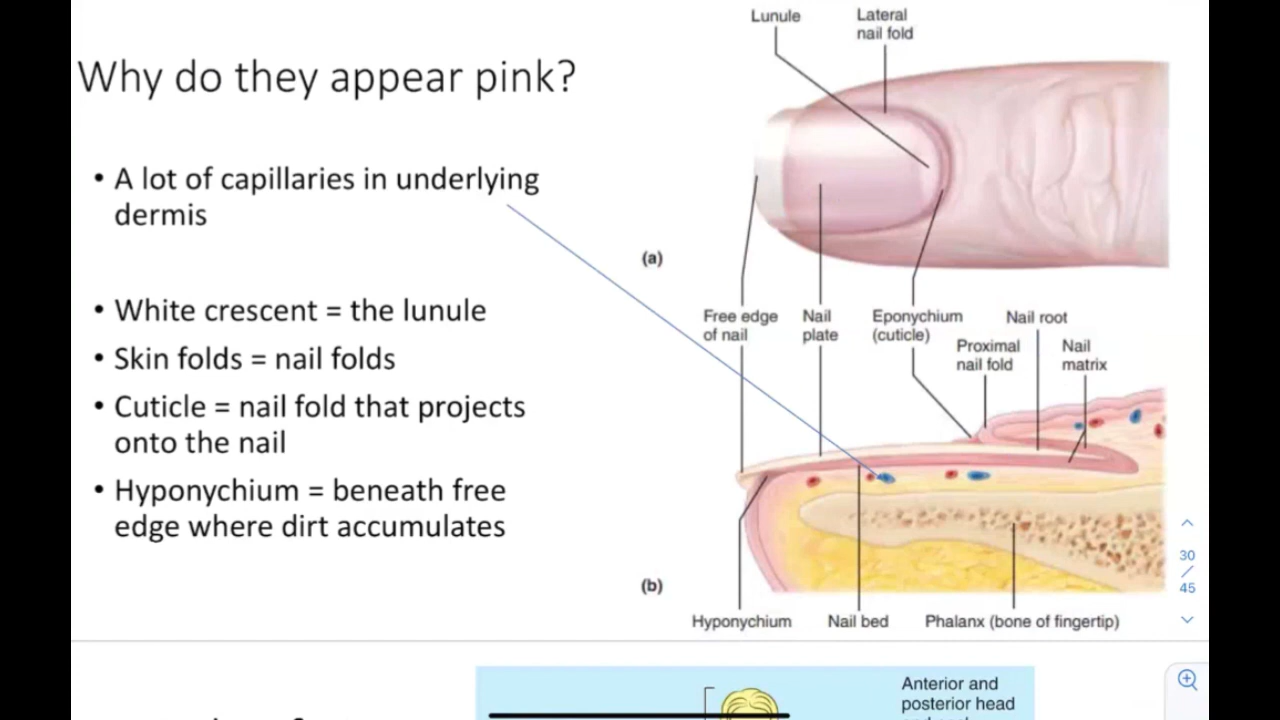 Why do they appear pink?
• A lot of capillaries in underlying
dermis
• White crescent = the lunule
• Skin folds = nail folds
• Cuticle = nail fold that projects
onto the nail
• Hyponychium = beneath free
edge where dirt accumulates
Lunule
Lateral
nail fold
(a)
Free edge
of nail
Nail
plate
Eponychium
(cuticle)
Proximal
nail fold
Nail root
Nail
matrix
(b)
Hyponychium
Nail bed
Phalanx (bone of fingertip)
30
/
45
Anterior and
posterior head